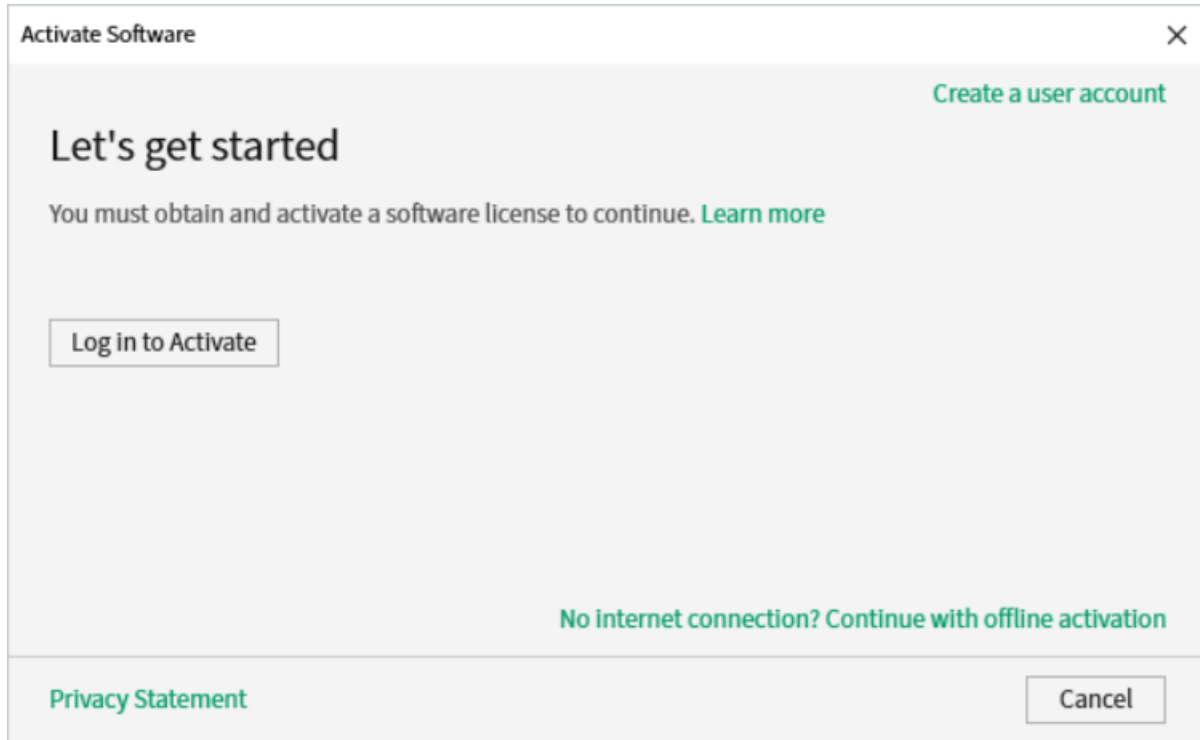 Activate Software
Create a user account
Let's get started
You must obtain and activate a software license to continue. Learn more
Log in to Activate
No internet connection? Continue with offline activation
Privacy Statement
Cancel